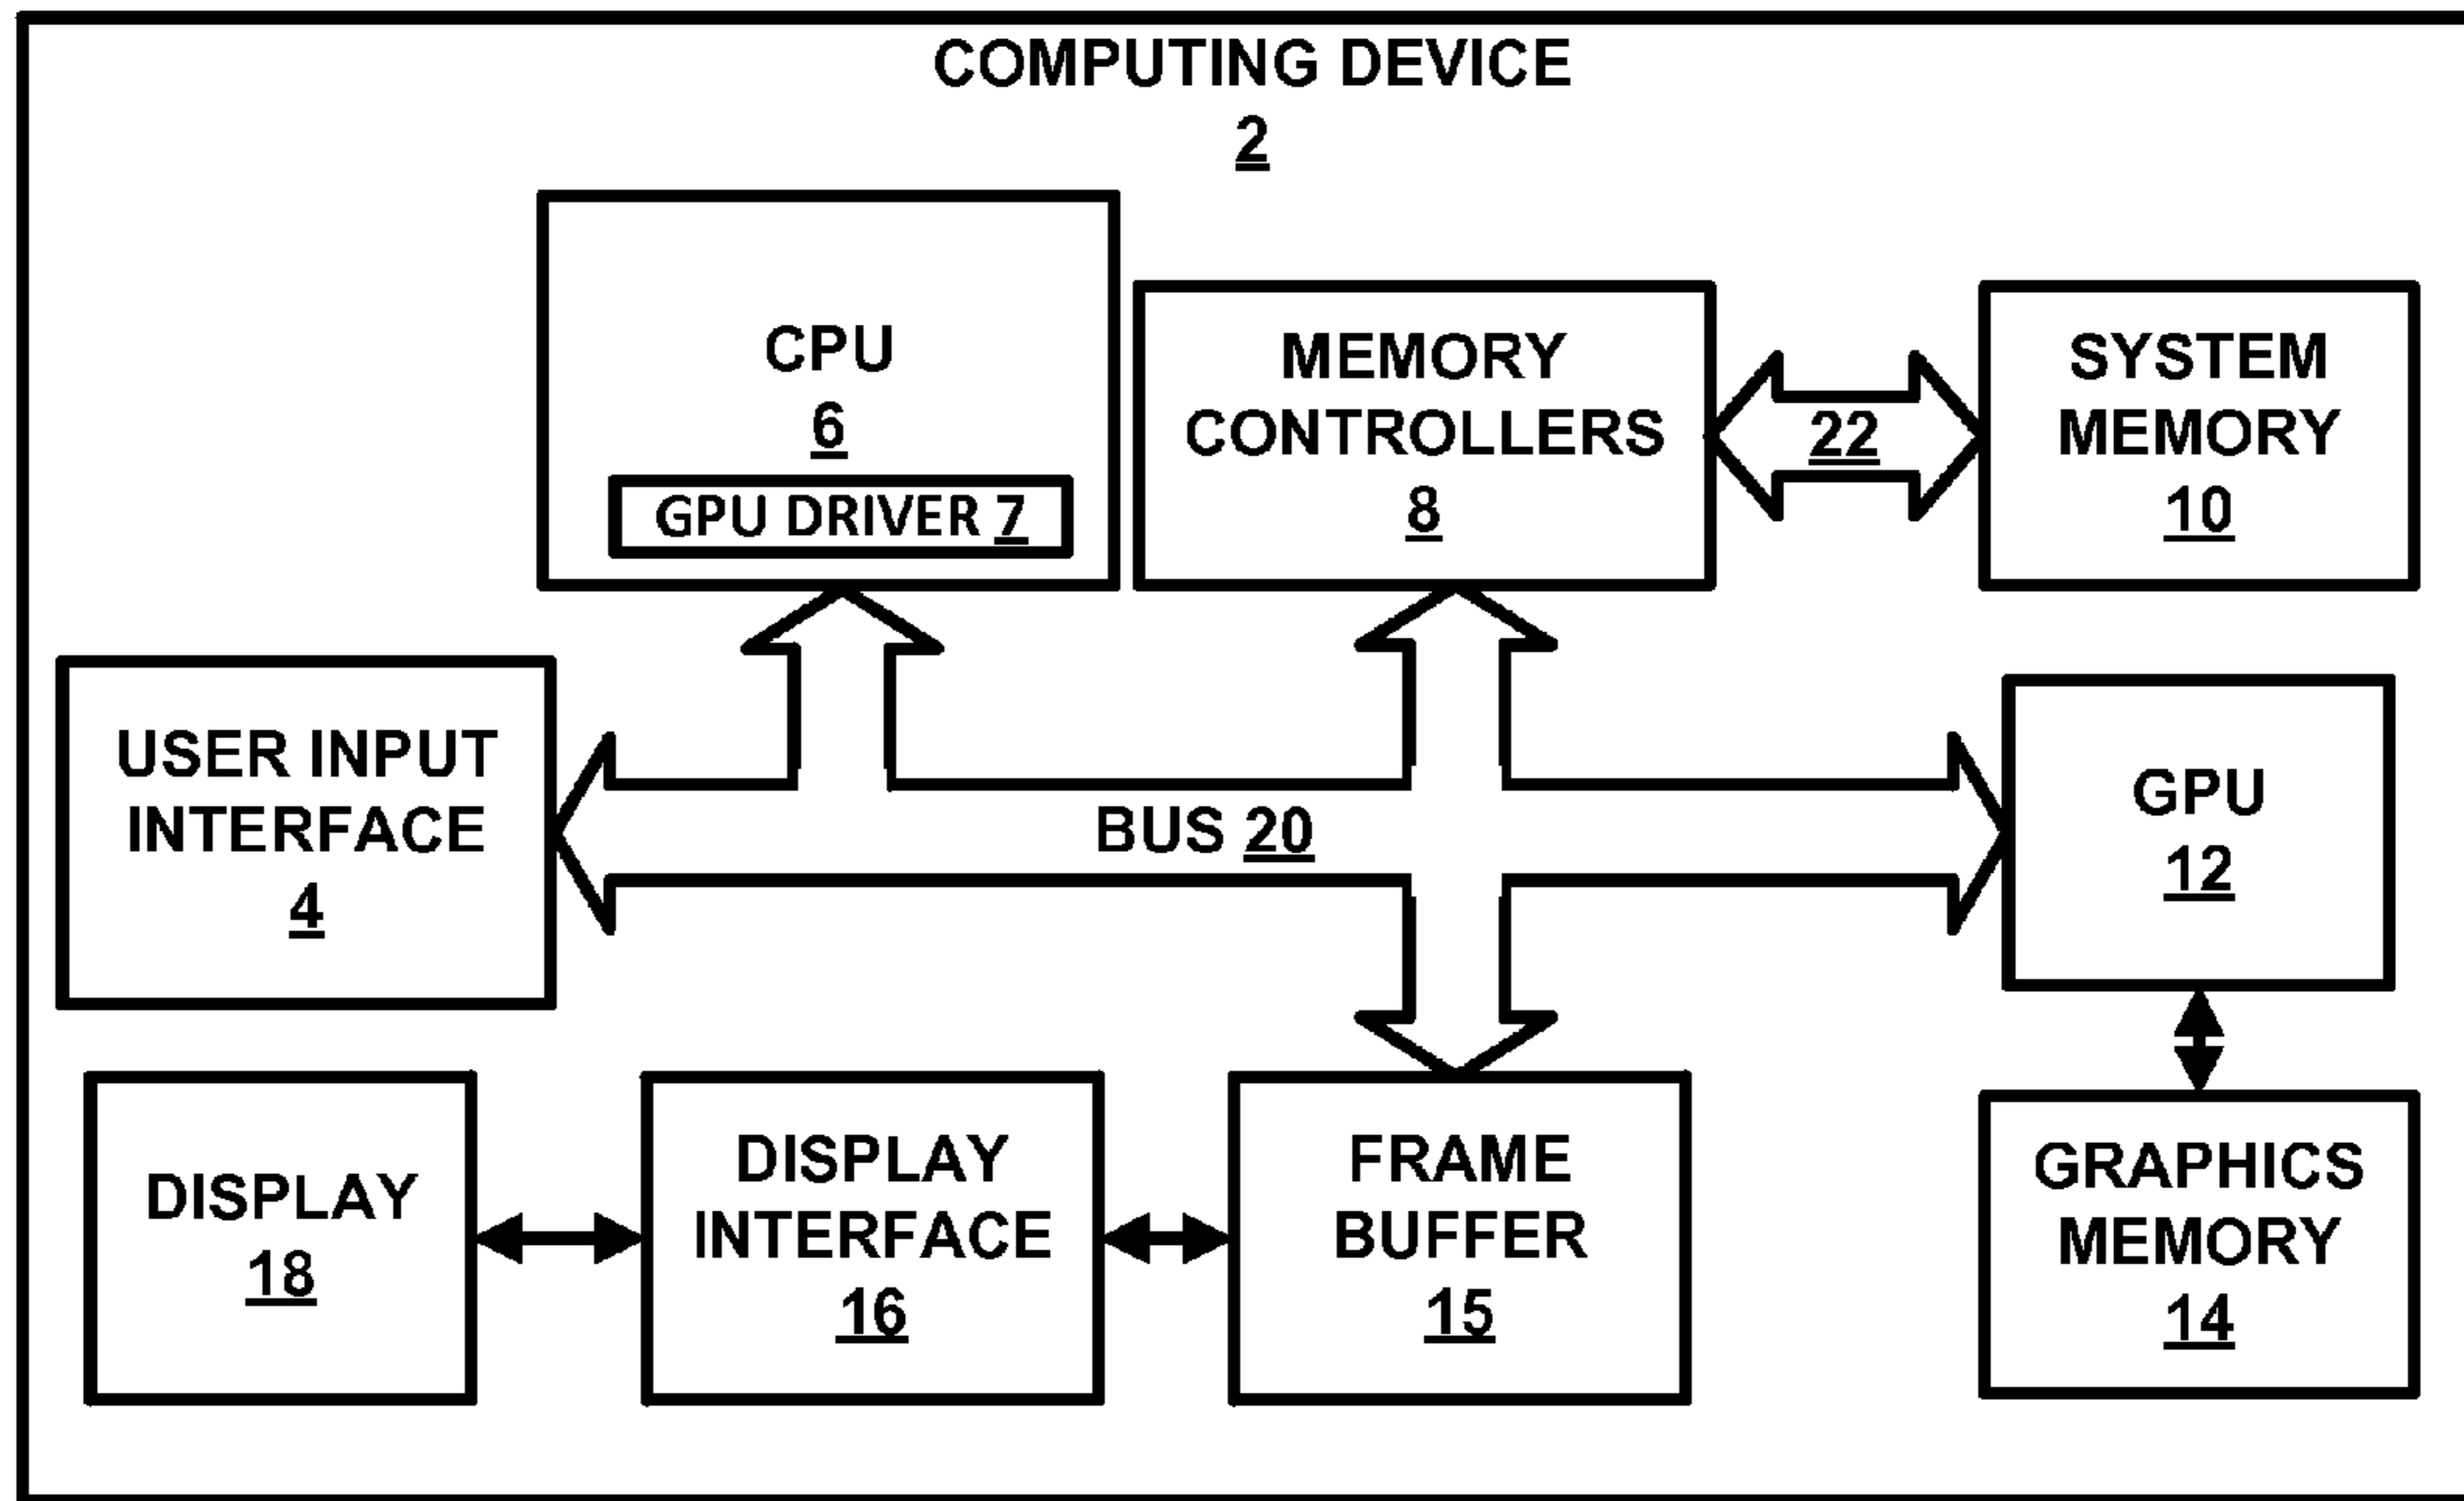 COMPUTING DEVICE
2
CPU
6
GPU DRIVER 7
MEMORY
CONTROLLERS
8
22
SYSTEM
MEMORY
10
USER INPUT
INTERFACE
4
BUS 20
GPU
12
DISPLAY
18
DISPLAY
INTERFACE
16
FRAME
BUFFER
15
GRAPHICS
MEMORY
14